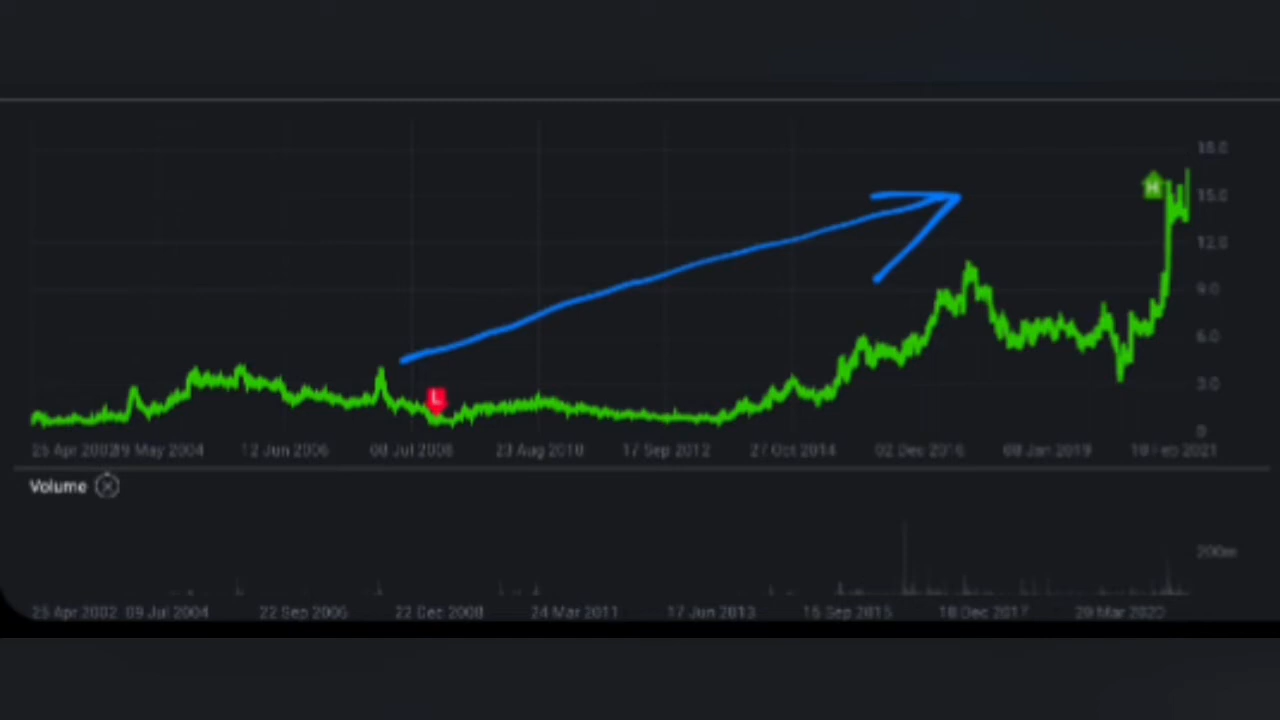 18.0
H
15.0
12.0
9.0
6.0
L
3.0
0
25 Apr 2002 19 May 2004 12 Jun 2006 08 Jul 2008 23 Aug 2010 17 Sep 2012 27 Oct 2014 02 Dec 2016 08 Jan 2019 18 Feb 2021
Volume
200m
25 Apr 2002 09 Jul 2004 22 Sep 2006 22 Dec 2008 24 Mar 2011 17 Jun 2013 15 Sep 2015 18 Dec 2017 20 Mar 2020